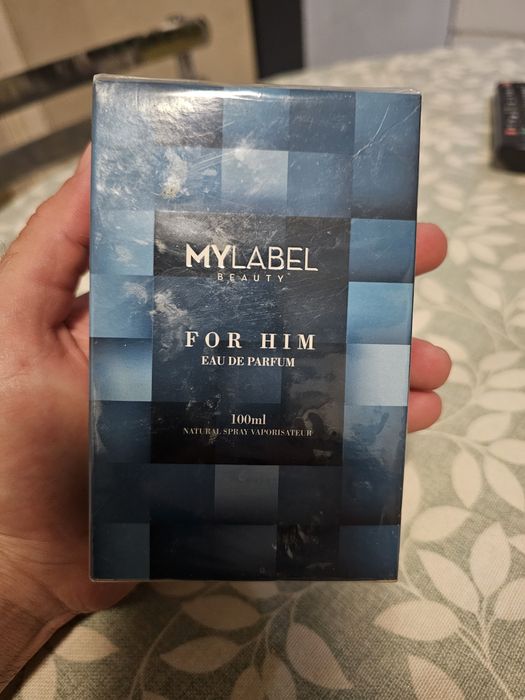 MYLABEL
BEAUTY
FOR HIM
EAU DE PARFUM
100ml
NATURAL SPRAY VAPORISATEUR